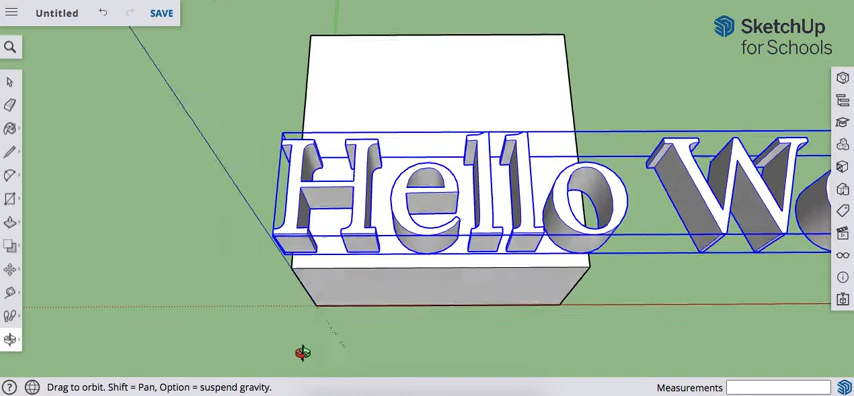 Untitled
SAVE
SketchUp
for Schools
Hello W
Drag to orbit. Shift = Pan, Option = suspend gravity.
Measurements